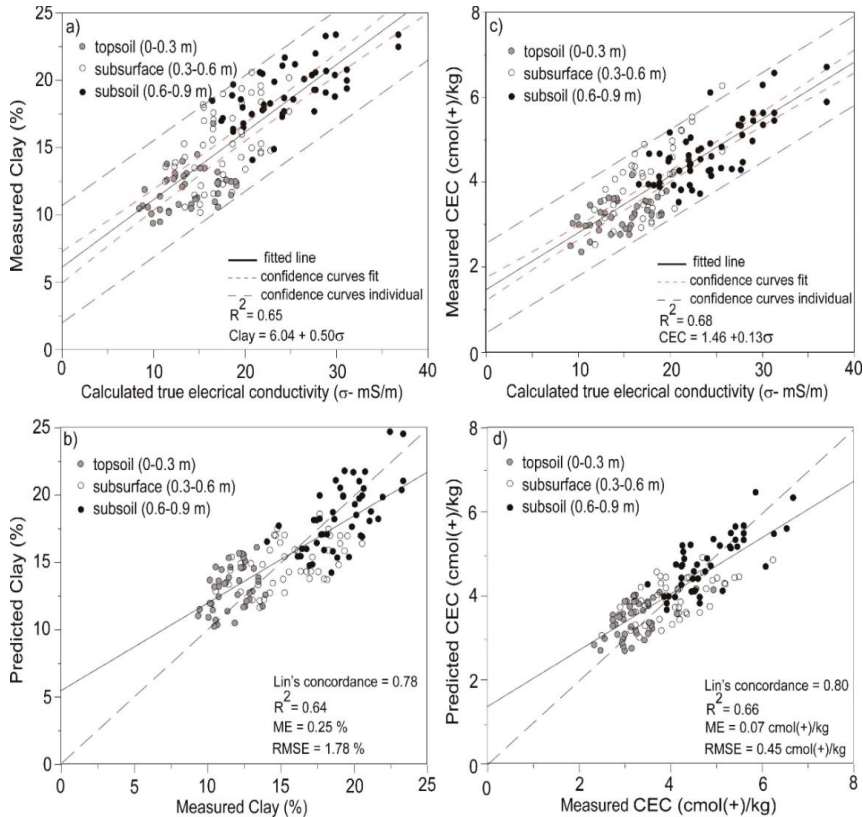 a)
topsoil (0-0.3 m)
subsurface (0.3-0.6 m)
subsoil (0.6-0.9 m)
fitted line
confidence curves fit
confidence curves individual
R2 = 0.65
Clay = 6.04 + 0.50σ
Measured Clay (%)
25
20
15
10
5
0
0 10 20 30 40
Calculated true elecrical conductivity (σ- mS/m)
c)
topsoil (0-0.3 m)
subsurface (0.3-0.6 m)
subsoil (0.6-0.9 m)
fitted line
confidence curves fit
confidence curves individual
R2 = 0.68
CEC = 1.46 +0.13σ
Measured CEC (cmol(+)/kg)
8
6
4
2
0
0 10 20 30 40
Calculated true elecrical conductivity (σ- mS/m)
b)
topsoil (0-0.3 m)
subsurface (0.3-0.6 m)
subsoil (0.6-0.9 m)
Lin's concordance = 0.78
R2 = 0.64
ME = 0.25 %
RMSE = 1.78 %
Predicted Clay (%)
25
20
15
10
5
0
0 5 10 15 20 25
Measured Clay (%)
d)
topsoil (0-0.3 m)
subsurface (0.3-0.6 m)
subsoil (0.6-0.9 m)
Lin's concordance = 0.80
R2 = 0.66
ME = 0.07 cmol(+)/kg
RMSE = 0.45 cmol(+)/kg
Predicted CEC (cmol(+)/kg)
8
6
4
2
0
0 2 4 6 8
Measured CEC (cmol(+)/kg)